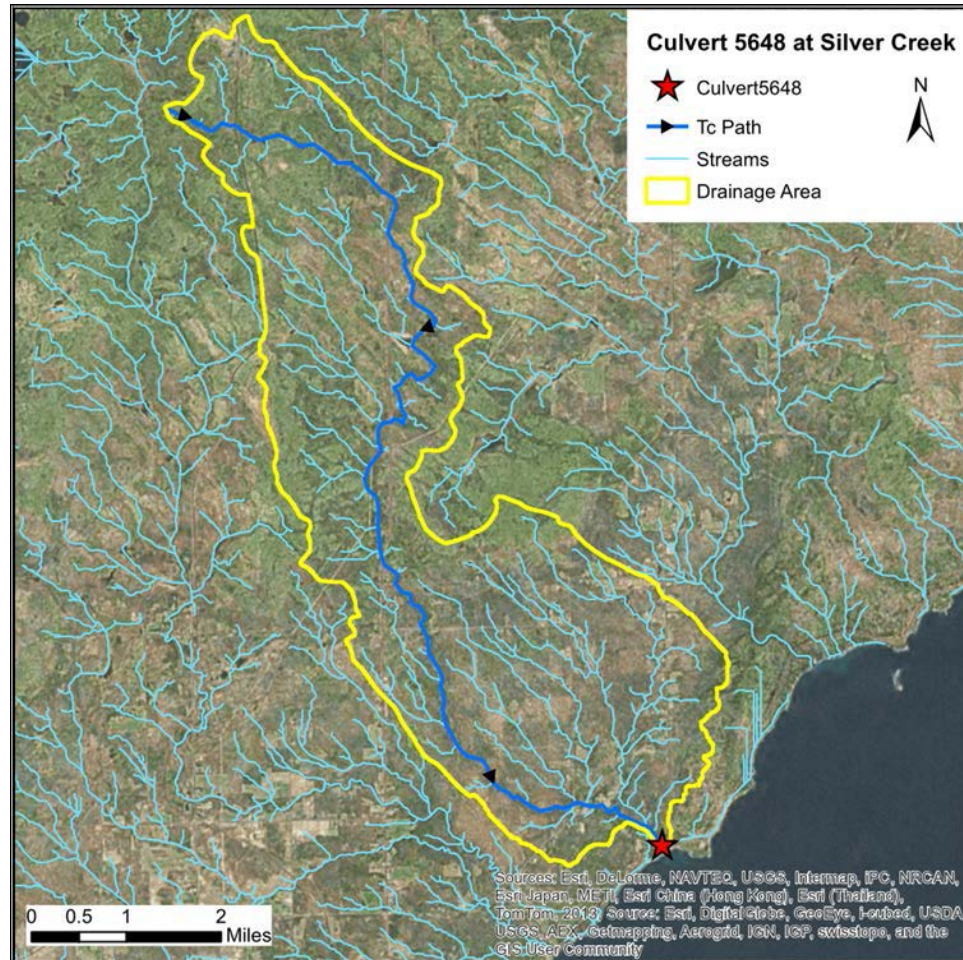 Culvert 5648 at Silver Creek
Culvert5648
N
Tc Path
Streams
Drainage Area
0 0.5 1 2
Miles
Sources: Esri, DeLorme, NAVTEQ, USGS, Intermap, iPC, NRCAN,
Esri Japan, METI, Esri China (Hong Kong), Esri (Thailand),
TomTom, 2013, Source: Esri, DigitalGlobe, GeoEye, i-cubed, USDA,
USGS, AEX, Getmapping, Aerogrid, IGN, IGP, swisstopo, and the
GIS User Community